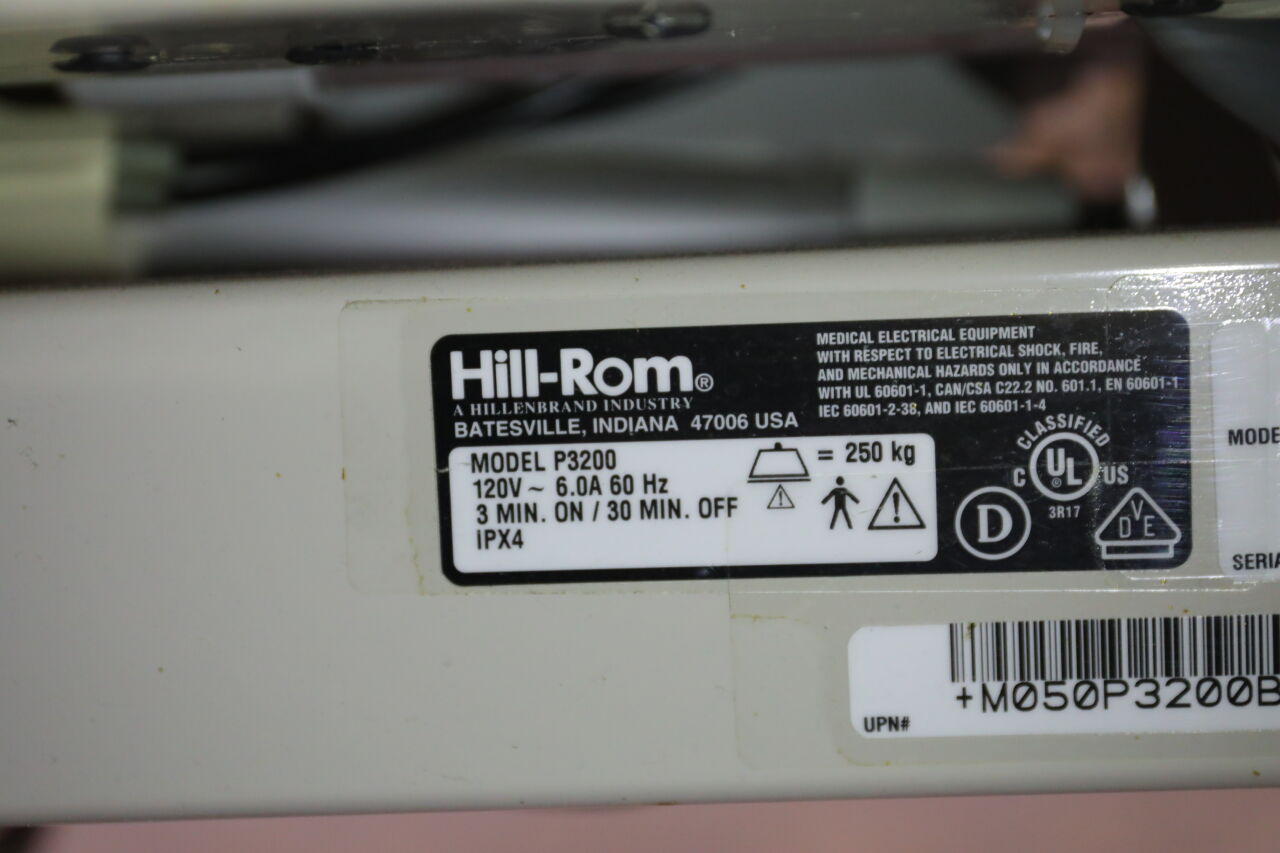 Hill-Rom®
A HILLENBRAND INDUSTRY
BATESVILLE, INDIANA 47006 USA
MEDICAL ELECTRICAL EQUIPMENT
WITH RESPECT TO ELECTRICAL SHOCK, FIRE,
AND MECHANICAL HAZARDS ONLY IN ACCORDANCE
WITH UL 60601-1, CAN/CSA C22.2 NO. 601.1, EN 60601-1
IEC 60601-2-38, AND IEC 60601-1-4
MODEL P3200
120V ~ 6.0A 60 Hz
3 MIN. ON / 30 MIN. OFF
IPX4
= 250 kg
CLASSIFIED
C UL® US
3R17
D
DVE
MODE
SERIA
+M050P3200B
UPN#